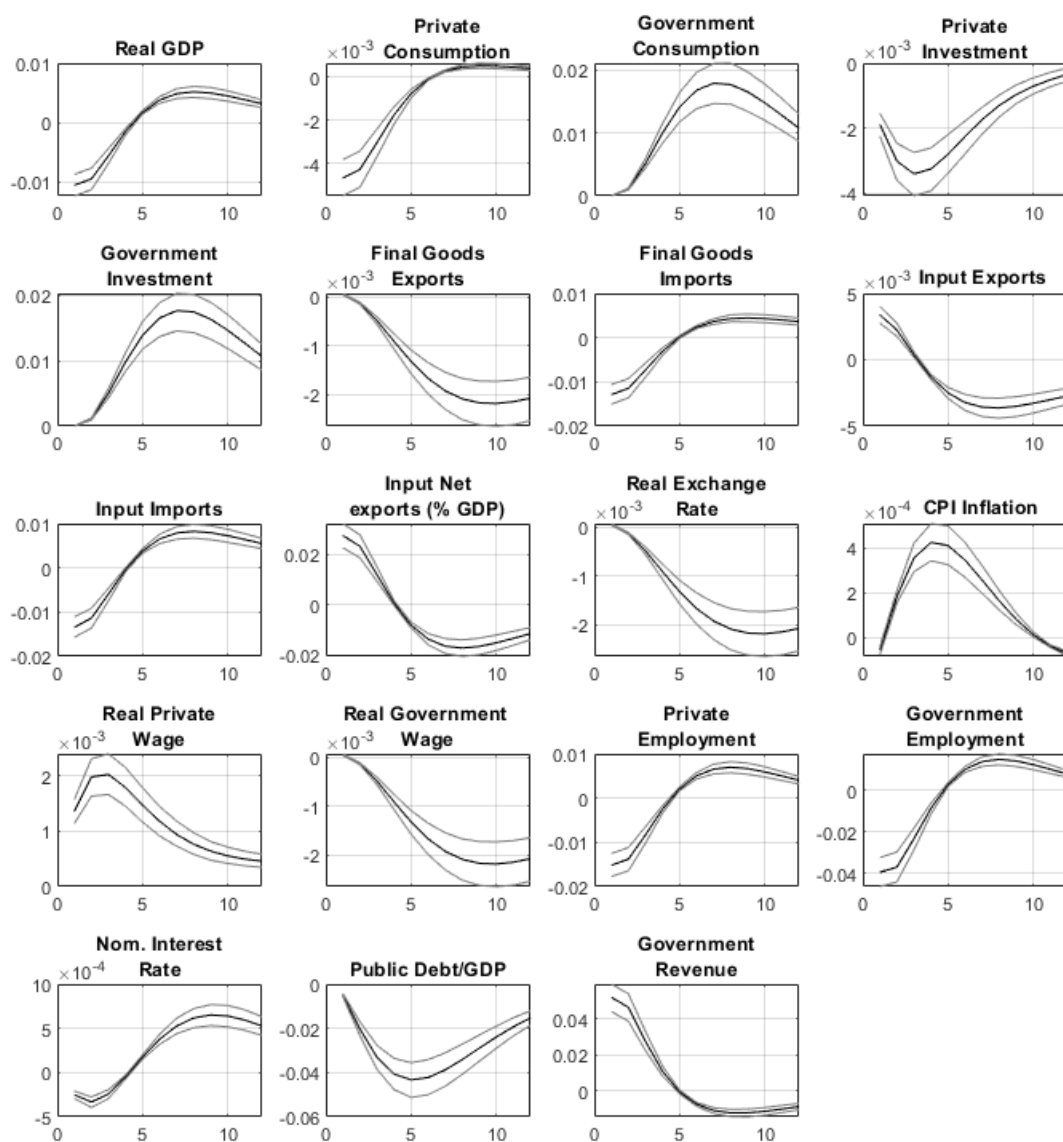 Real GDP
0.01
0
-0.01
0 5 10
Private
Consumption
×10⁻³
0
-2
-4
0 5 10
Government
Consumption
0.02
0.01
0
0 5 10
Private
Investment
×10⁻³
0
-2
-4
0 5 10
Government
Investment
0.02
0.01
0
0 5 10
Final Goods
Exports
×10⁻³
0
-1
-2
0 5 10
Final Goods
Imports
0.01
0
-0.01
-0.02
0 5 10
Input Exports
×10⁻³
5
0
-5
0 5 10
Input Imports
0.01
0
-0.01
-0.02
0 5 10
Input Net
exports (% GDP)
0.02
0
-0.02
0 5 10
Real Exchange
Rate
×10⁻³
0
-1
-2
0 5 10
CPI Inflation
×10⁻⁴
4
2
0
0 5 10
Real Private
Wage
×10⁻³
2
1
0
0 5 10
Real Government
Wage
×10⁻³
0
-1
-2
0 5 10
Private
Employment
0.01
0
-0.01
-0.02
0 5 10
Government
Employment
0
-0.02
-0.04
0 5 10
Nom. Interest
Rate
×10⁻⁴
10
5
0
-5
0 5 10
Public Debt/GDP
0
-0.02
-0.04
-0.06
0 5 10
Government
Revenue
0.04
0.02
0
0 5 10